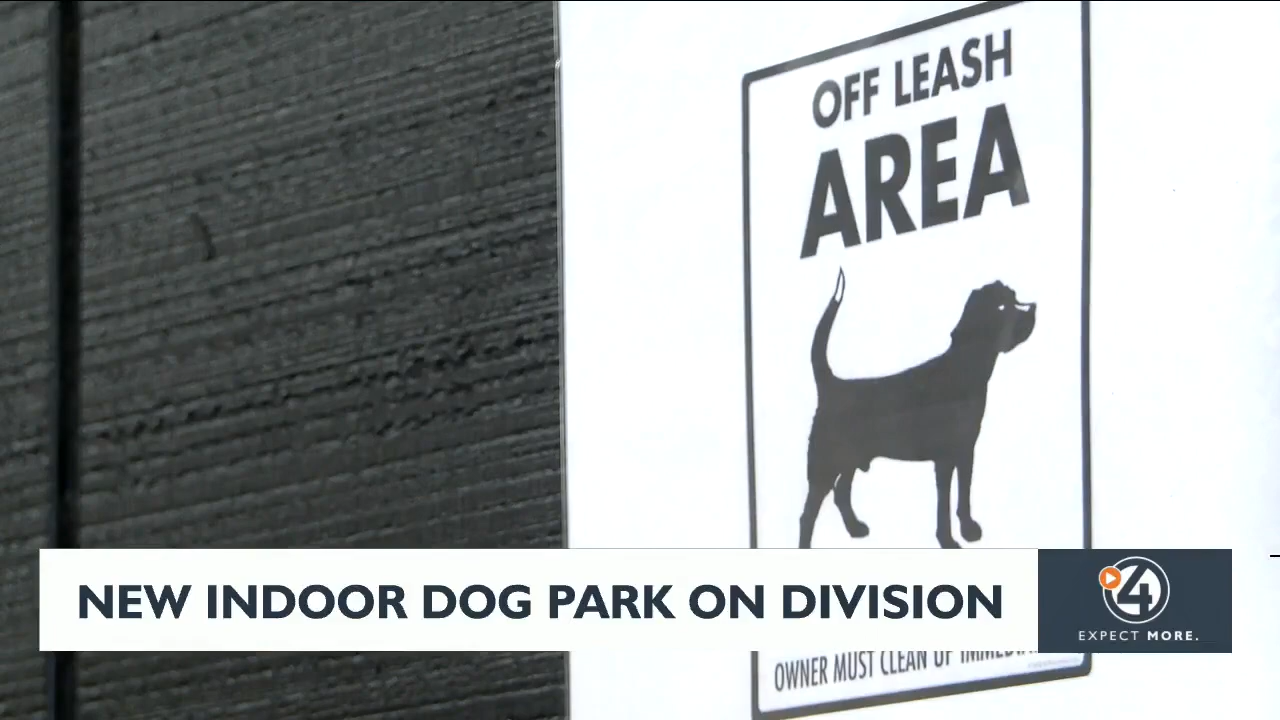 OFF LEASH
AREA
NEW INDOOR DOG PARK ON DIVISION
4
EXPECT MORE.
OWNER MUST CLEAN UP